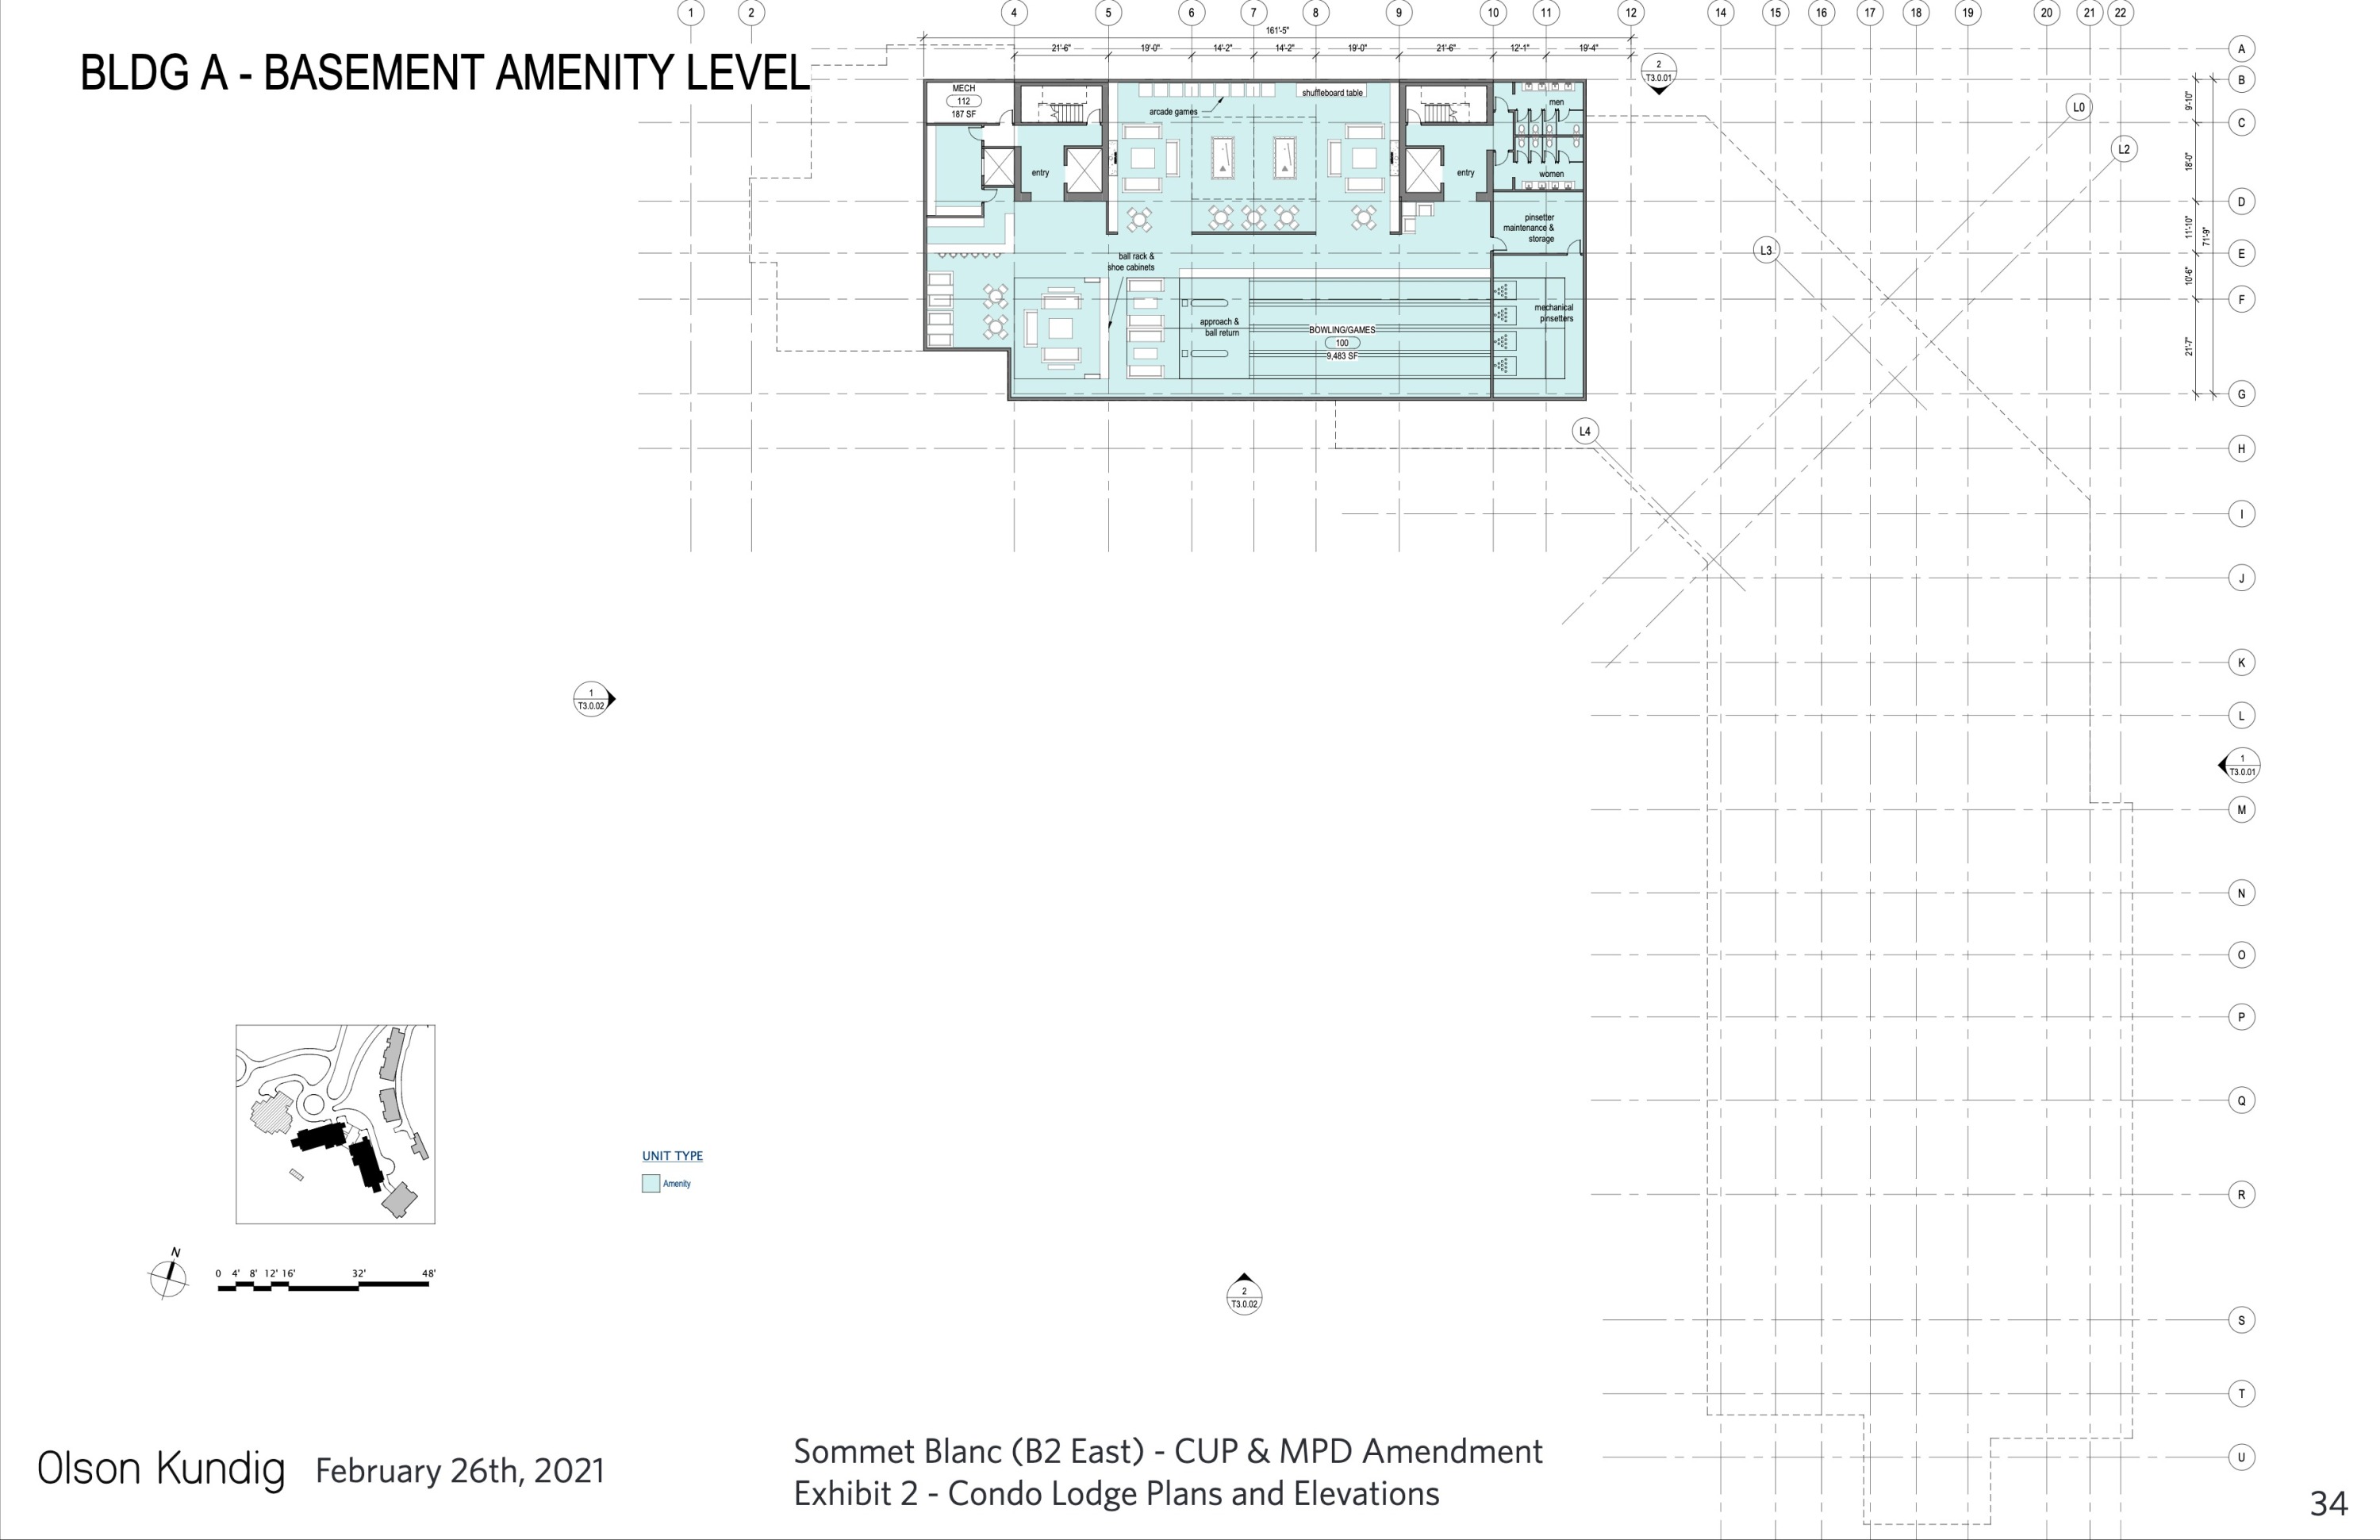 1 2 4 5 6 7 8 9 10 11 12 14 15 16 17 18 19 20 21 22
161'-5"
21'-6" 19'-0" 14'-2" 14'-2" 19'-0" 21'-6" 12'-1" 19'-4"
BLDG A - BASEMENT AMENITY LEVEL
A
B
C
D
E
F
G
H
I
J
K
L
M
N
O
P
Q
R
S
T
U
L0
L2
L3
L4
9'-10"
18'-0"
11'-10"
71'-9"
10'-6"
21'-7"
2
T3.0.01
MECH
112
187 SF
arcade games
shuffleboard table
men
entry
entry
women
pinsetter
maintenance &
storage
ball rack &
shoe cabinets
approach &
ball return
BOWLING/GAMES
100
9,483 SF
mechanical
pinsetters
1
T3.0.02
1
T3.0.01
UNIT TYPE
Amenity
N
0 4' 8' 12' 16' 32' 48'
2
T3.0.02
Olson Kundig February 26th, 2021
Sommet Blanc (B2 East) - CUP & MPD Amendment
Exhibit 2 - Condo Lodge Plans and Elevations
34